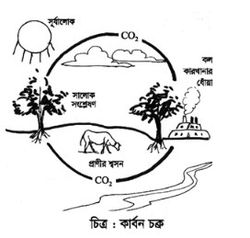 সূর্যালোক
CO₂
কল
কারখানার
ধোঁয়া
সালোক
সংশ্লেষণ
প্রাণীর শ্বসন
CO₂
চিত্র : কার্বন চক্র